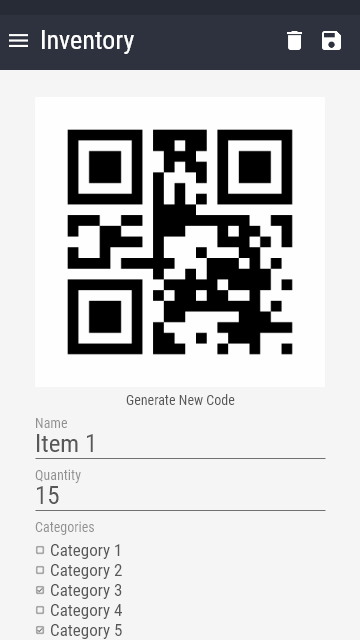 Inventory
Generate New Code
Name
Item 1
Quantity
15
Categories
Category 1
Category 2
Category 3
Category 4
Category 5